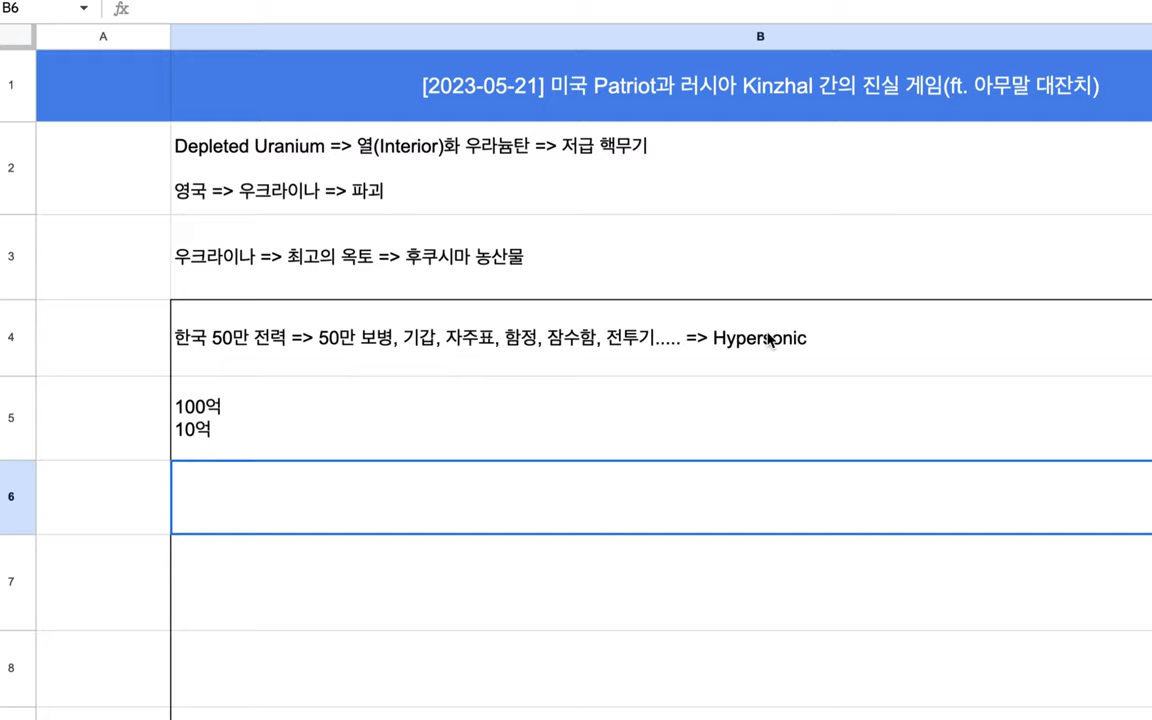 B6
fx
A
B
1
[2023-05-21] 미국 Patriot과 러시아 Kinzhal 간의 진실 게임(ft. 아무말 대잔치)
2
Depleted Uranium => 열(Interior)화 우라늄탄 => 저급 핵무기
영국 => 우크라이나 => 파괴
3
우크라이나 => 최고의 옥토 => 후쿠시마 농산물
4
한국 50만 전력 => 50만 보병, 기갑, 자주표, 함정, 잠수함, 전투기..... => Hypersonic
5
100억
10억
6
7
8